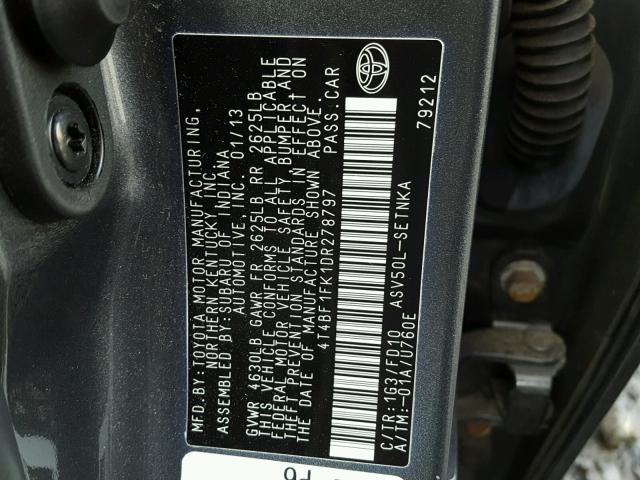 MFD. BY: TOYOTA MOTOR MANUFACTURING,
NORTHERN KENTUCKY, INC.
ASSEMBLED BY: SUBARU OF INDIANA
AUTOMOTIVE, INC. 01/13
GVWR 4630LB GAWR FR 2625LB RR 2625LB
THIS VEHICLE CONFORMS TO ALL APPLICABLE
FEDERAL MOTOR VEHICLE SAFETY, BUMPER AND
THEFT PREVENTION STANDARDS IN EFFECT ON
THE DATE OF MANUFACTURE SHOWN ABOVE.
4T4BF1FK1DR278797 PASS. CAR
C/TR: 1G3/FD10 ASV50L-SETNKA
A/TM:-01A/U760E 79212